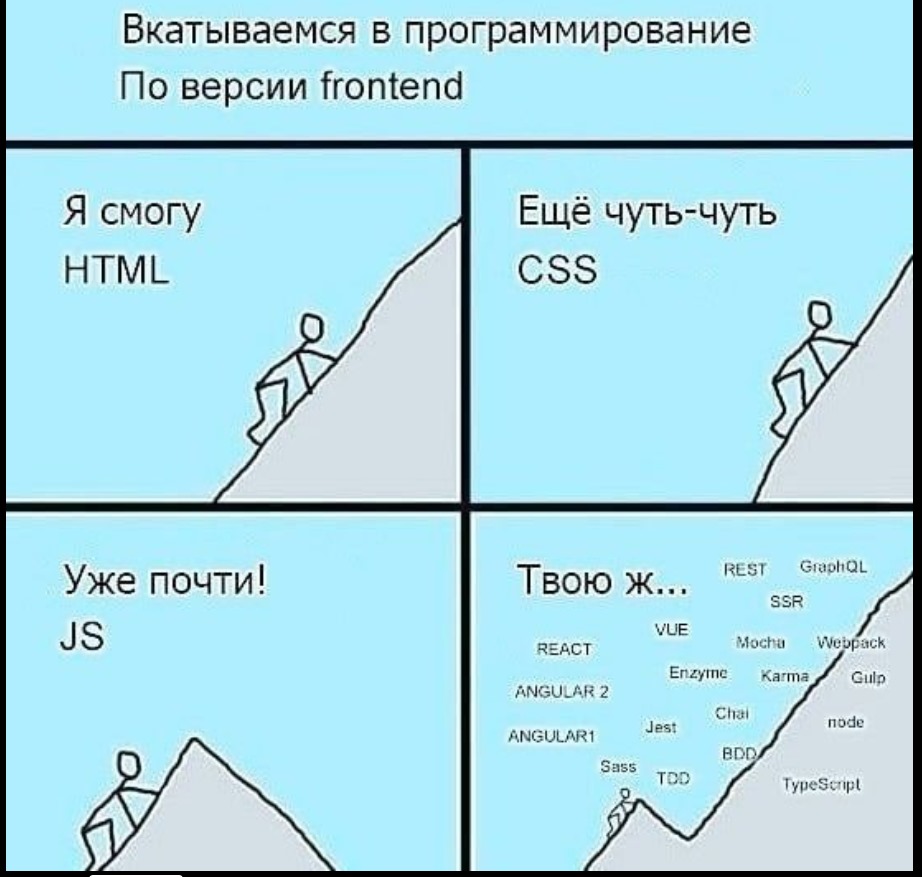 Вкатываемся в программирование
По версии frontend
Я смогу
HTML
Ещё чуть-чуть
CSS
Уже почти!
JS
Твою ж...
REST
GraphQL
SSR
VUE
REACT
Mocha
Webpack
Enzyme
Karma
Gulp
ANGULAR 2
Chai
node
Jest
ANGULAR1
BDD
Sass
TDD
TypeScript